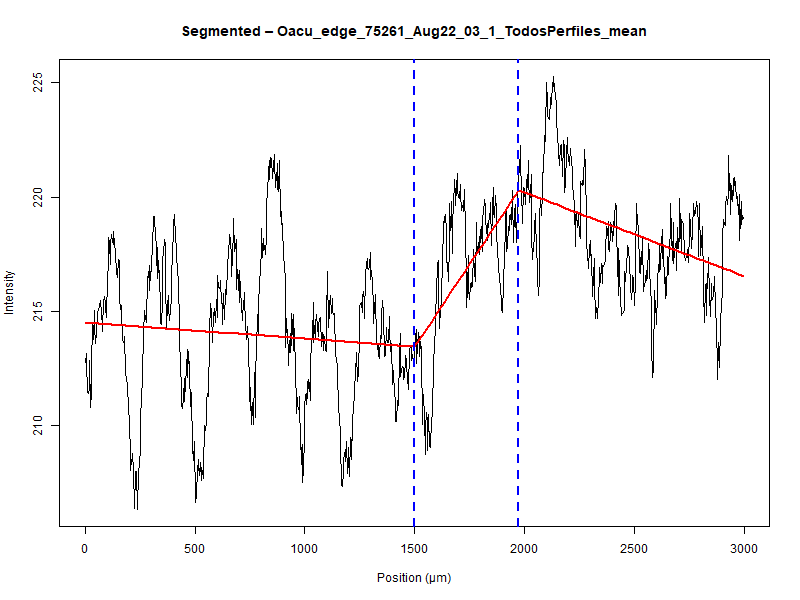 Segmented – Oacu_edge_75261_Aug22_03_1_TodosPerfiles_mean
Intensity
225
220
215
210
0 500 1000 1500 2000 2500 3000
Position (µm)